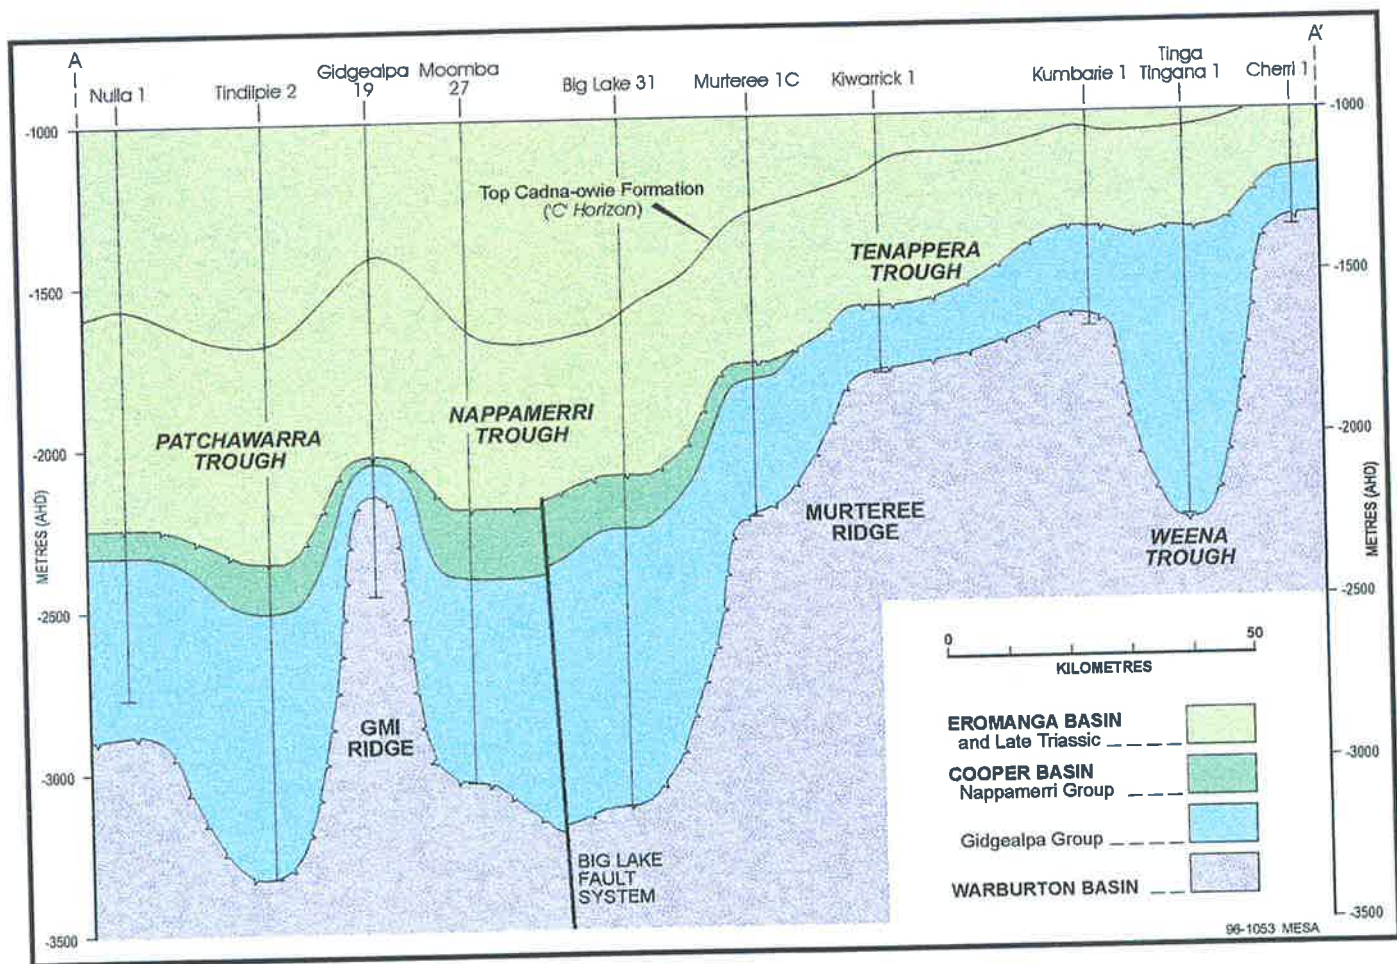 A
A'
Nulla 1
Tindilpie 2
Gidgealpa
19
Moomba
27
Big Lake 31
Murteree 1C
Kiwarrick 1
Kumbarie 1
Tinga
Tingana 1
Cherri 1
-1000
-1500
-2000
-2500
-3000
-3500
METRES (AHD)
-1000
-1500
-2000
-2500
-3000
-3500
METRES (AHD)
Top Cadna-owie Formation
('C' Horizon)
TENAPPERA
TROUGH
PATCHAWARRA
TROUGH
NAPPAMERRI
TROUGH
MURTEREE
RIDGE
WEENA
TROUGH
GMI
RIDGE
BIG LAKE
FAULT
SYSTEM
0
50
KILOMETRES
EROMANGA BASIN
and Late Triassic
COOPER BASIN
Nappamerri Group
Gidgealpa Group
WARBURTON BASIN
96-1053 MESA